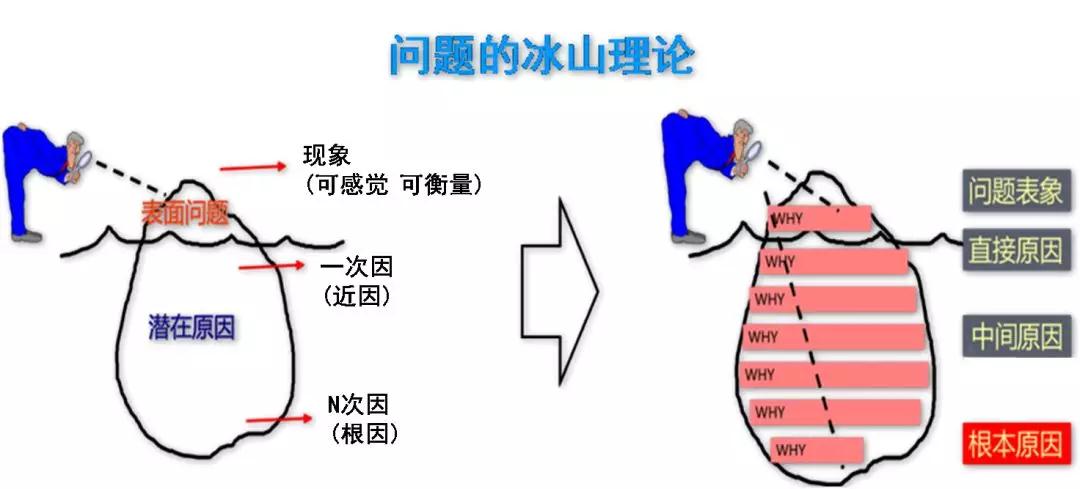 问题的冰山理论
现象
(可感觉 可衡量)
表面问题
一次因
(近因)
潜在原因
N次因
(根因)
WHY
WHY
WHY
WHY
WHY
WHY
WHY
问题表象
直接原因
中间原因
根本原因